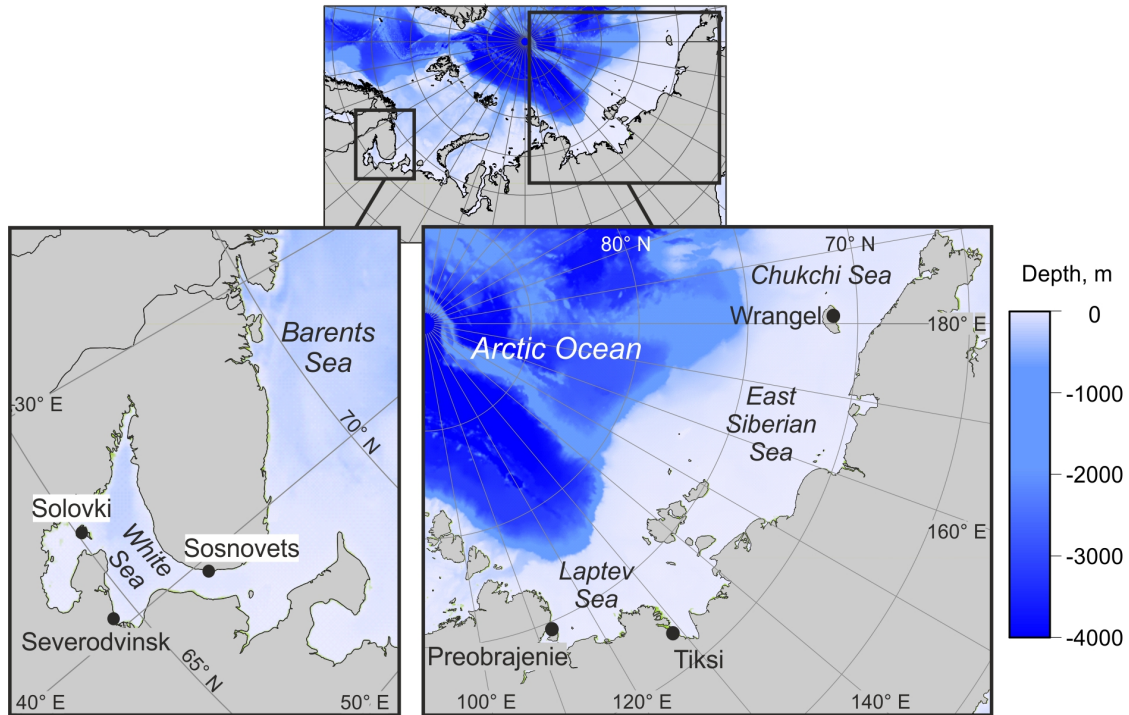 80° N
70° N
Chukchi Sea
Wrangel
180° E
Arctic Ocean
East
Siberian
Sea
160° E
Laptev
Sea
Preobrajenie
Tiksi
100° E
120° E
140° E
Barents
Sea
30° E
70° N
Solovki
White
Sea
Sosnovets
Severodvinsk
65° N
40° E
50° E
Depth, m
0
-1000
-2000
-3000
-4000